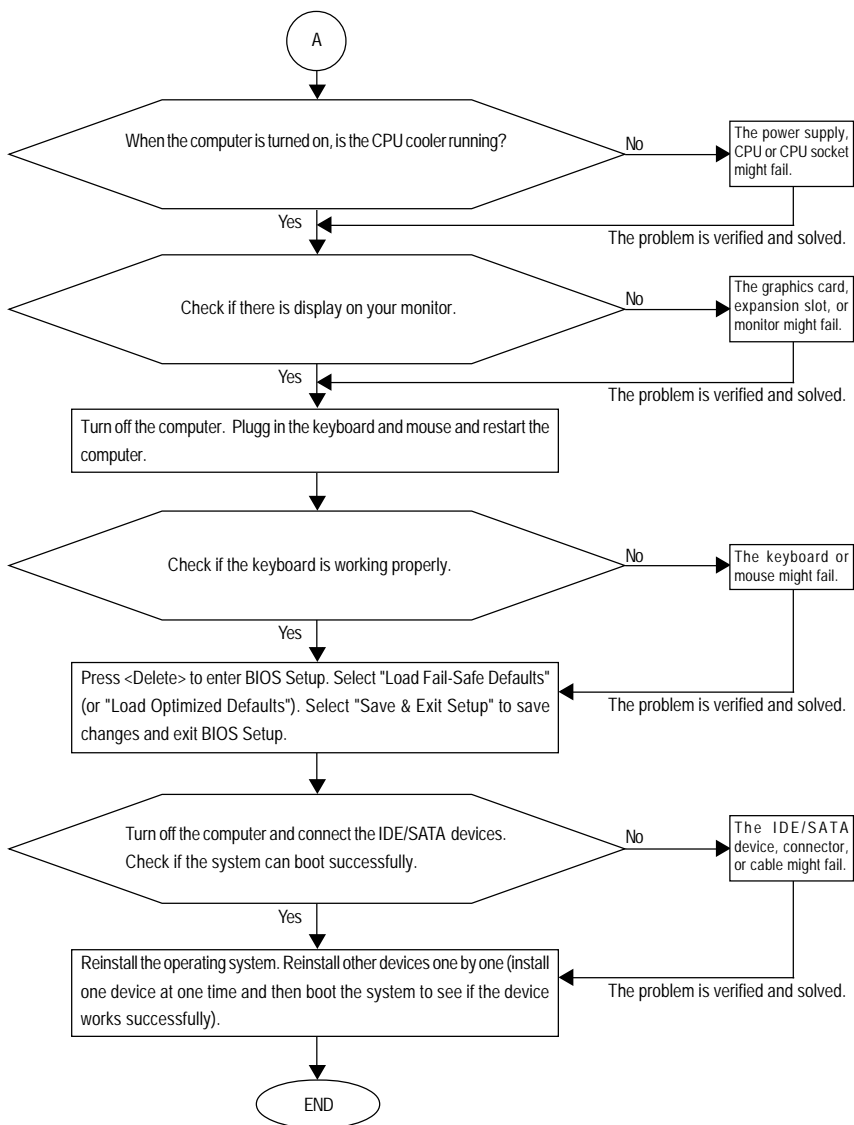 A
When the computer is turned on, is the CPU cooler running?
No
The power supply,
CPU or CPU socket
might fail.
Yes
The problem is verified and solved.
Check if there is display on your monitor.
No
The graphics card,
expansion slot, or
monitor might fail.
Yes
The problem is verified and solved.
Turn off the computer. Plugg in the keyboard and mouse and restart the
computer.
Check if the keyboard is working properly.
No
The keyboard or
mouse might fail.
Yes
Press <Delete> to enter BIOS Setup. Select "Load Fail-Safe Defaults"
(or "Load Optimized Defaults"). Select "Save & Exit Setup" to save
changes and exit BIOS Setup.
The problem is verified and solved.
Turn off the computer and connect the IDE/SATA devices.
Check if the system can boot successfully.
No
The IDE/SATA
device, connector,
or cable might fail.
Yes
Reinstall the operating system. Reinstall other devices one by one (install
one device at one time and then boot the system to see if the device
works successfully).
The problem is verified and solved.
END